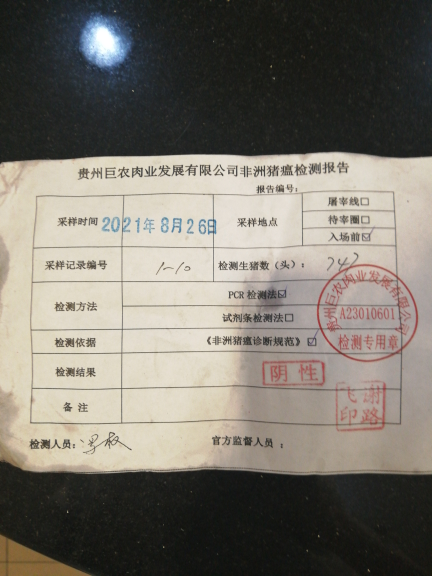 贵州巨农肉业发展有限公司非洲猪瘟检测报告
报告编号:
采样时间 2021年8月26日 采样地点 屠宰线☐
待宰圈☐
入场前☑
采样记录编号 1-10 检测生猪数（头）:
检测方法 PCR 检测法☑
试剂条检测法☐
检测依据 《非洲猪瘟诊断规范》☑
检测结果 阴性
备注
检测人员: 官方监督人员 :
贵州巨农肉业发展有限公司
A23010601
检测专用章
谢路
飞印